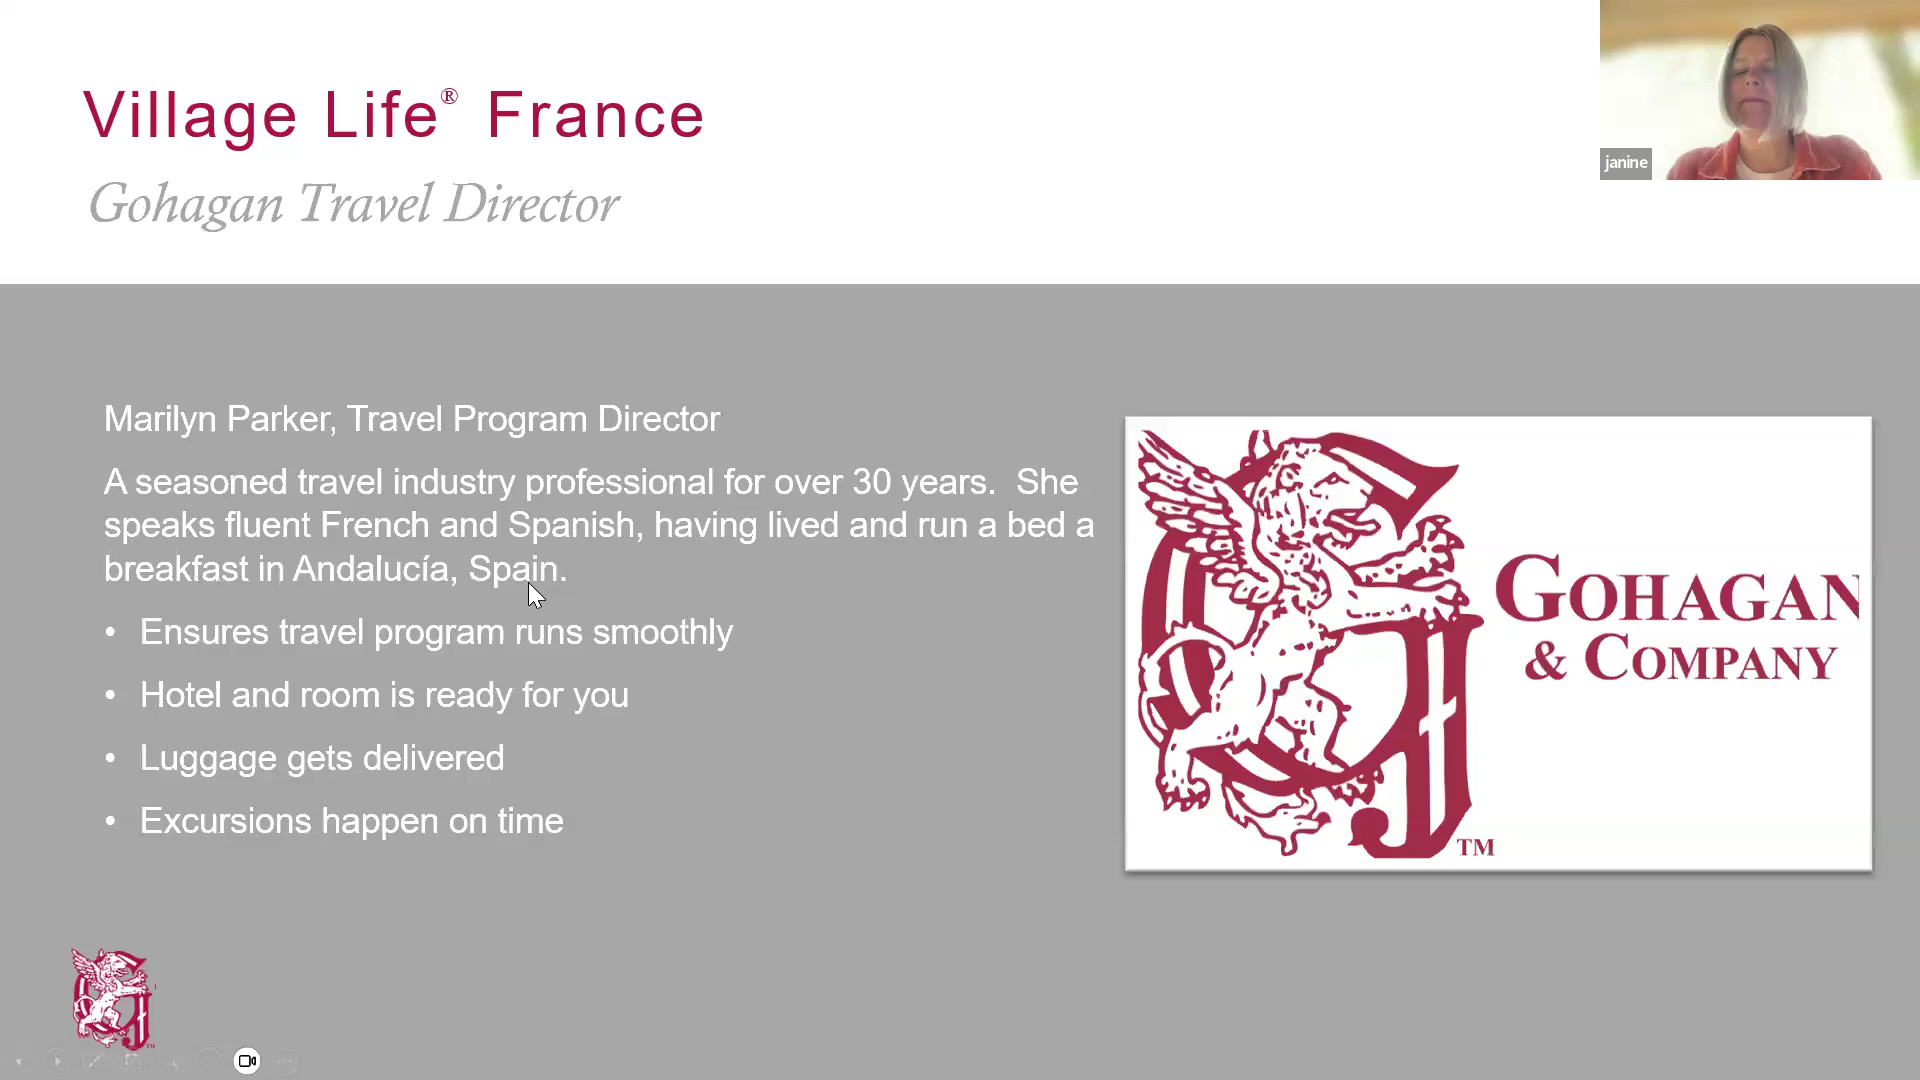 Village Life® France
janine
Gohagan Travel Director
Marilyn Parker, Travel Program Director
A seasoned travel industry professional for over 30 years.  She
speaks fluent French and Spanish, having lived and run a bed a
breakfast in Andalucía, Spain.
• Ensures travel program runs smoothly
• Hotel and room is ready for you
• Luggage gets delivered
• Excursions happen on time
GOHAGAN
& COMPANY
TM
TM